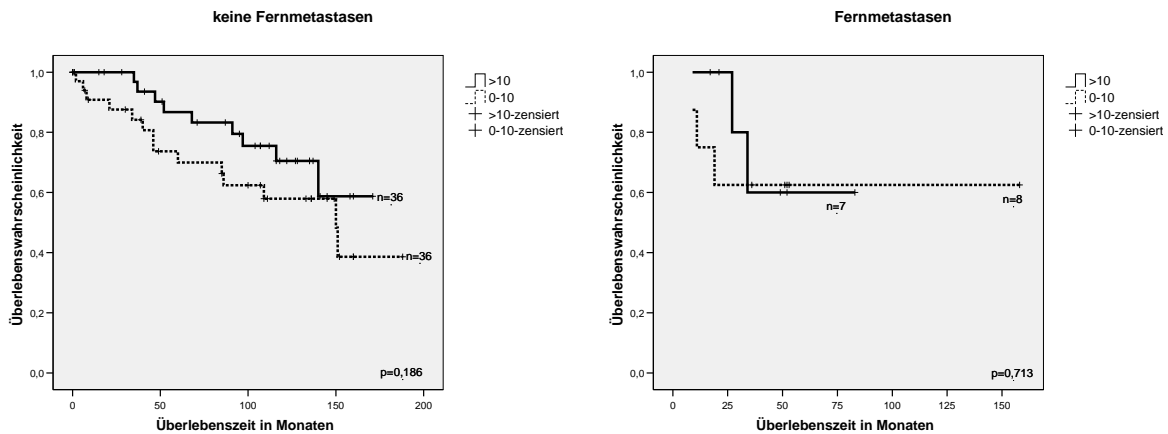 keine Fernmetastasen
Überlebenswahrscheinlichkeit
1,0
0,8
0,6
0,4
0,2
0,0
n=36
n=36
p=0,186
0
50
100
150
200
Überlebenszeit in Monaten
>10
0-10
>10-zensiert
0-10-zensiert
Fernmetastasen
Überlebenswahrscheinlichkeit
1,0
0,8
0,6
0,4
0,2
0,0
n=7
n=8
p=0,713
0
25
50
75
100
125
150
Überlebenszeit in Monaten
>10
0-10
>10-zensiert
0-10-zensiert